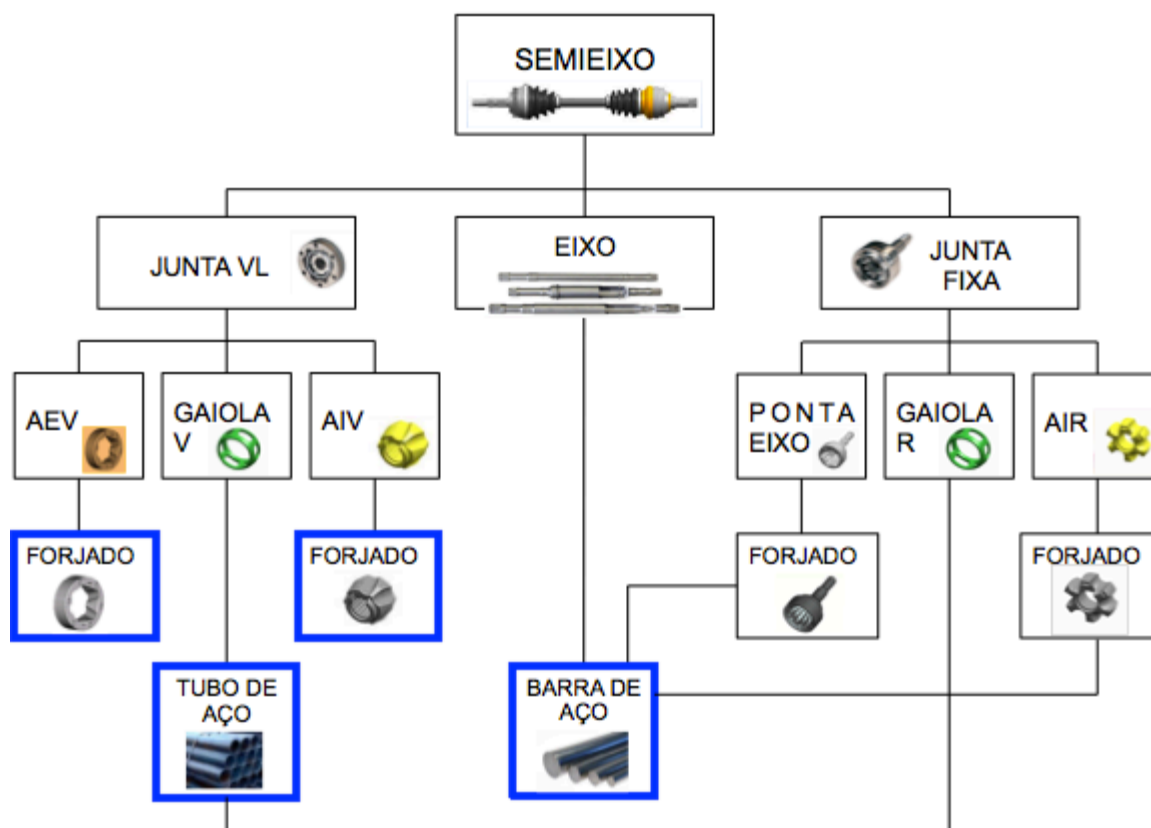 SEMIEIXO
JUNTA VL
EIXO
JUNTA
FIXA
AEV
GAIOLA
V
AIV
PONTA
EIXO
GAIOLA
R
AIR
FORJADO
FORJADO
FORJADO
FORJADO
TUBO DE
AÇO
BARRA DE
AÇO